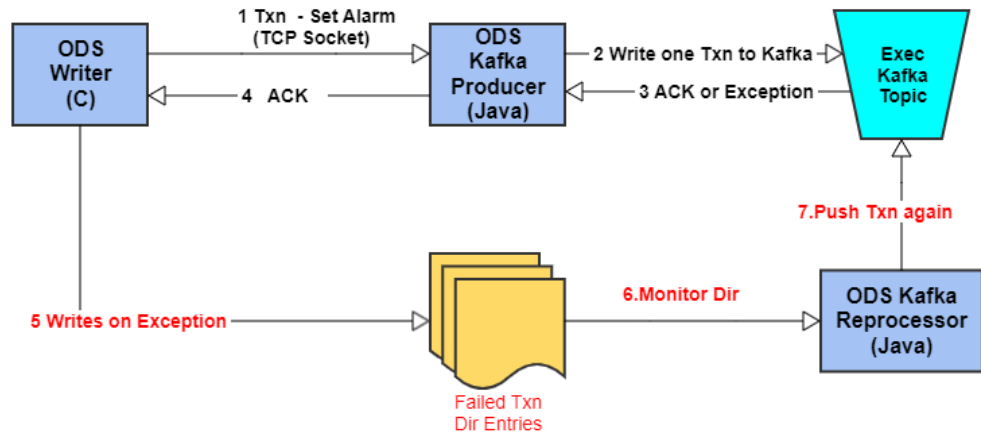 ODS
Writer
(C)
1 Txn - Set Alarm
(TCP Socket)
4 ACK
ODS
Kafka
Producer
(Java)
2 Write one Txn to Kafka
3 ACK or Exception
Exec
Kafka
Topic
7.Push Txn again
5 Writes on Exception
6.Monitor Dir
ODS Kafka
Reprocessor
(Java)
Failed Txn
Dir Entries